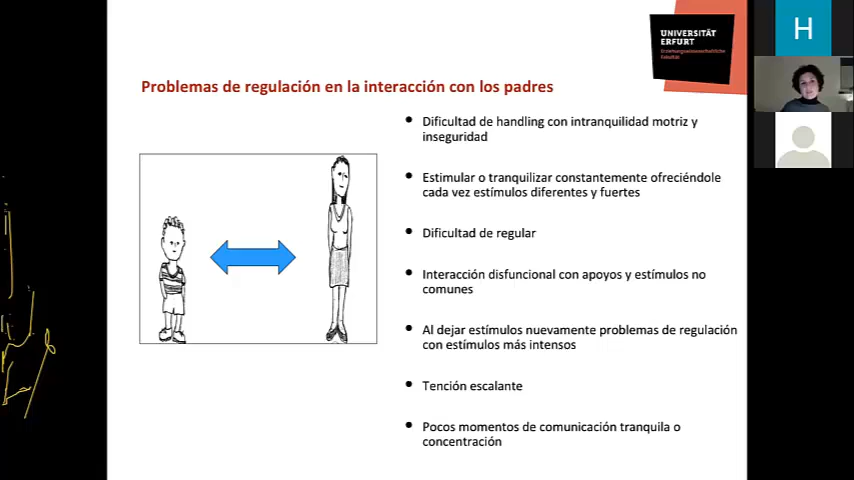 UNIVERSITÄT
ERFURT
Erziehungswissenschaftliche
Fakultät
H
Problemas de regulación en la interacción con los padres
Dificultad de handling con intranquilidad motriz y
inseguridad
Estimular o tranquilizar constantemente ofreciéndole
cada vez estímulos diferentes y fuertes
Dificultad de regular
Interacción disfuncional con apoyos y estímulos no
comunes
Al dejar estímulos nuevamente problemas de regulación
con estímulos más intensos
Tención escalante
Pocos momentos de comunicación tranquila o
concentración